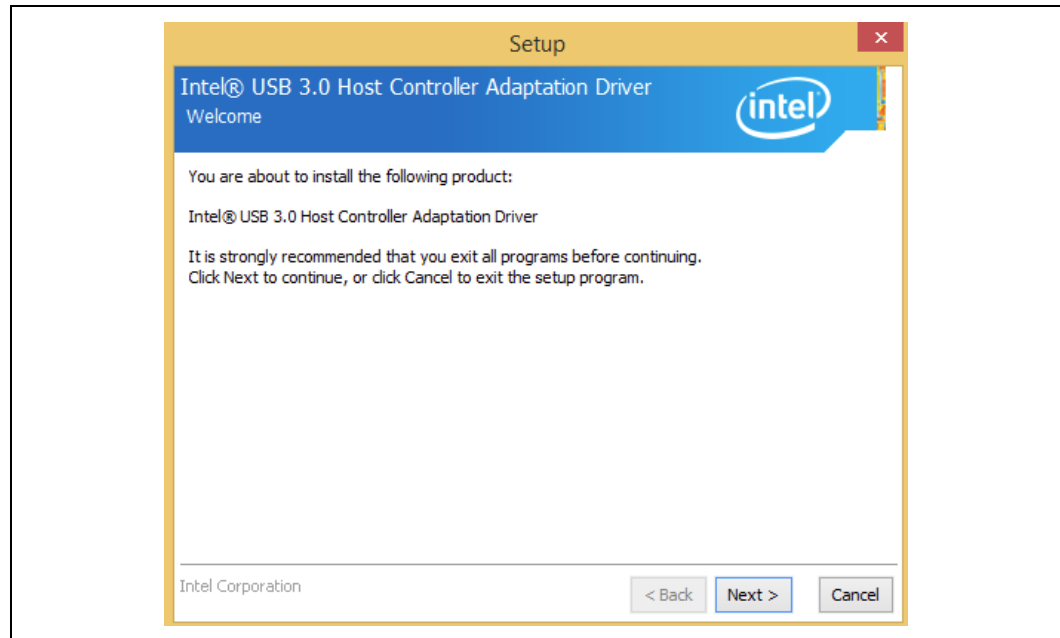 Setup
Intel® USB 3.0 Host Controller Adaptation Driver
Welcome
intel
You are about to install the following product:
Intel® USB 3.0 Host Controller Adaptation Driver
It is strongly recommended that you exit all programs before continuing.
Click Next to continue, or click Cancel to exit the setup program.
Intel Corporation
< Back Next > Cancel